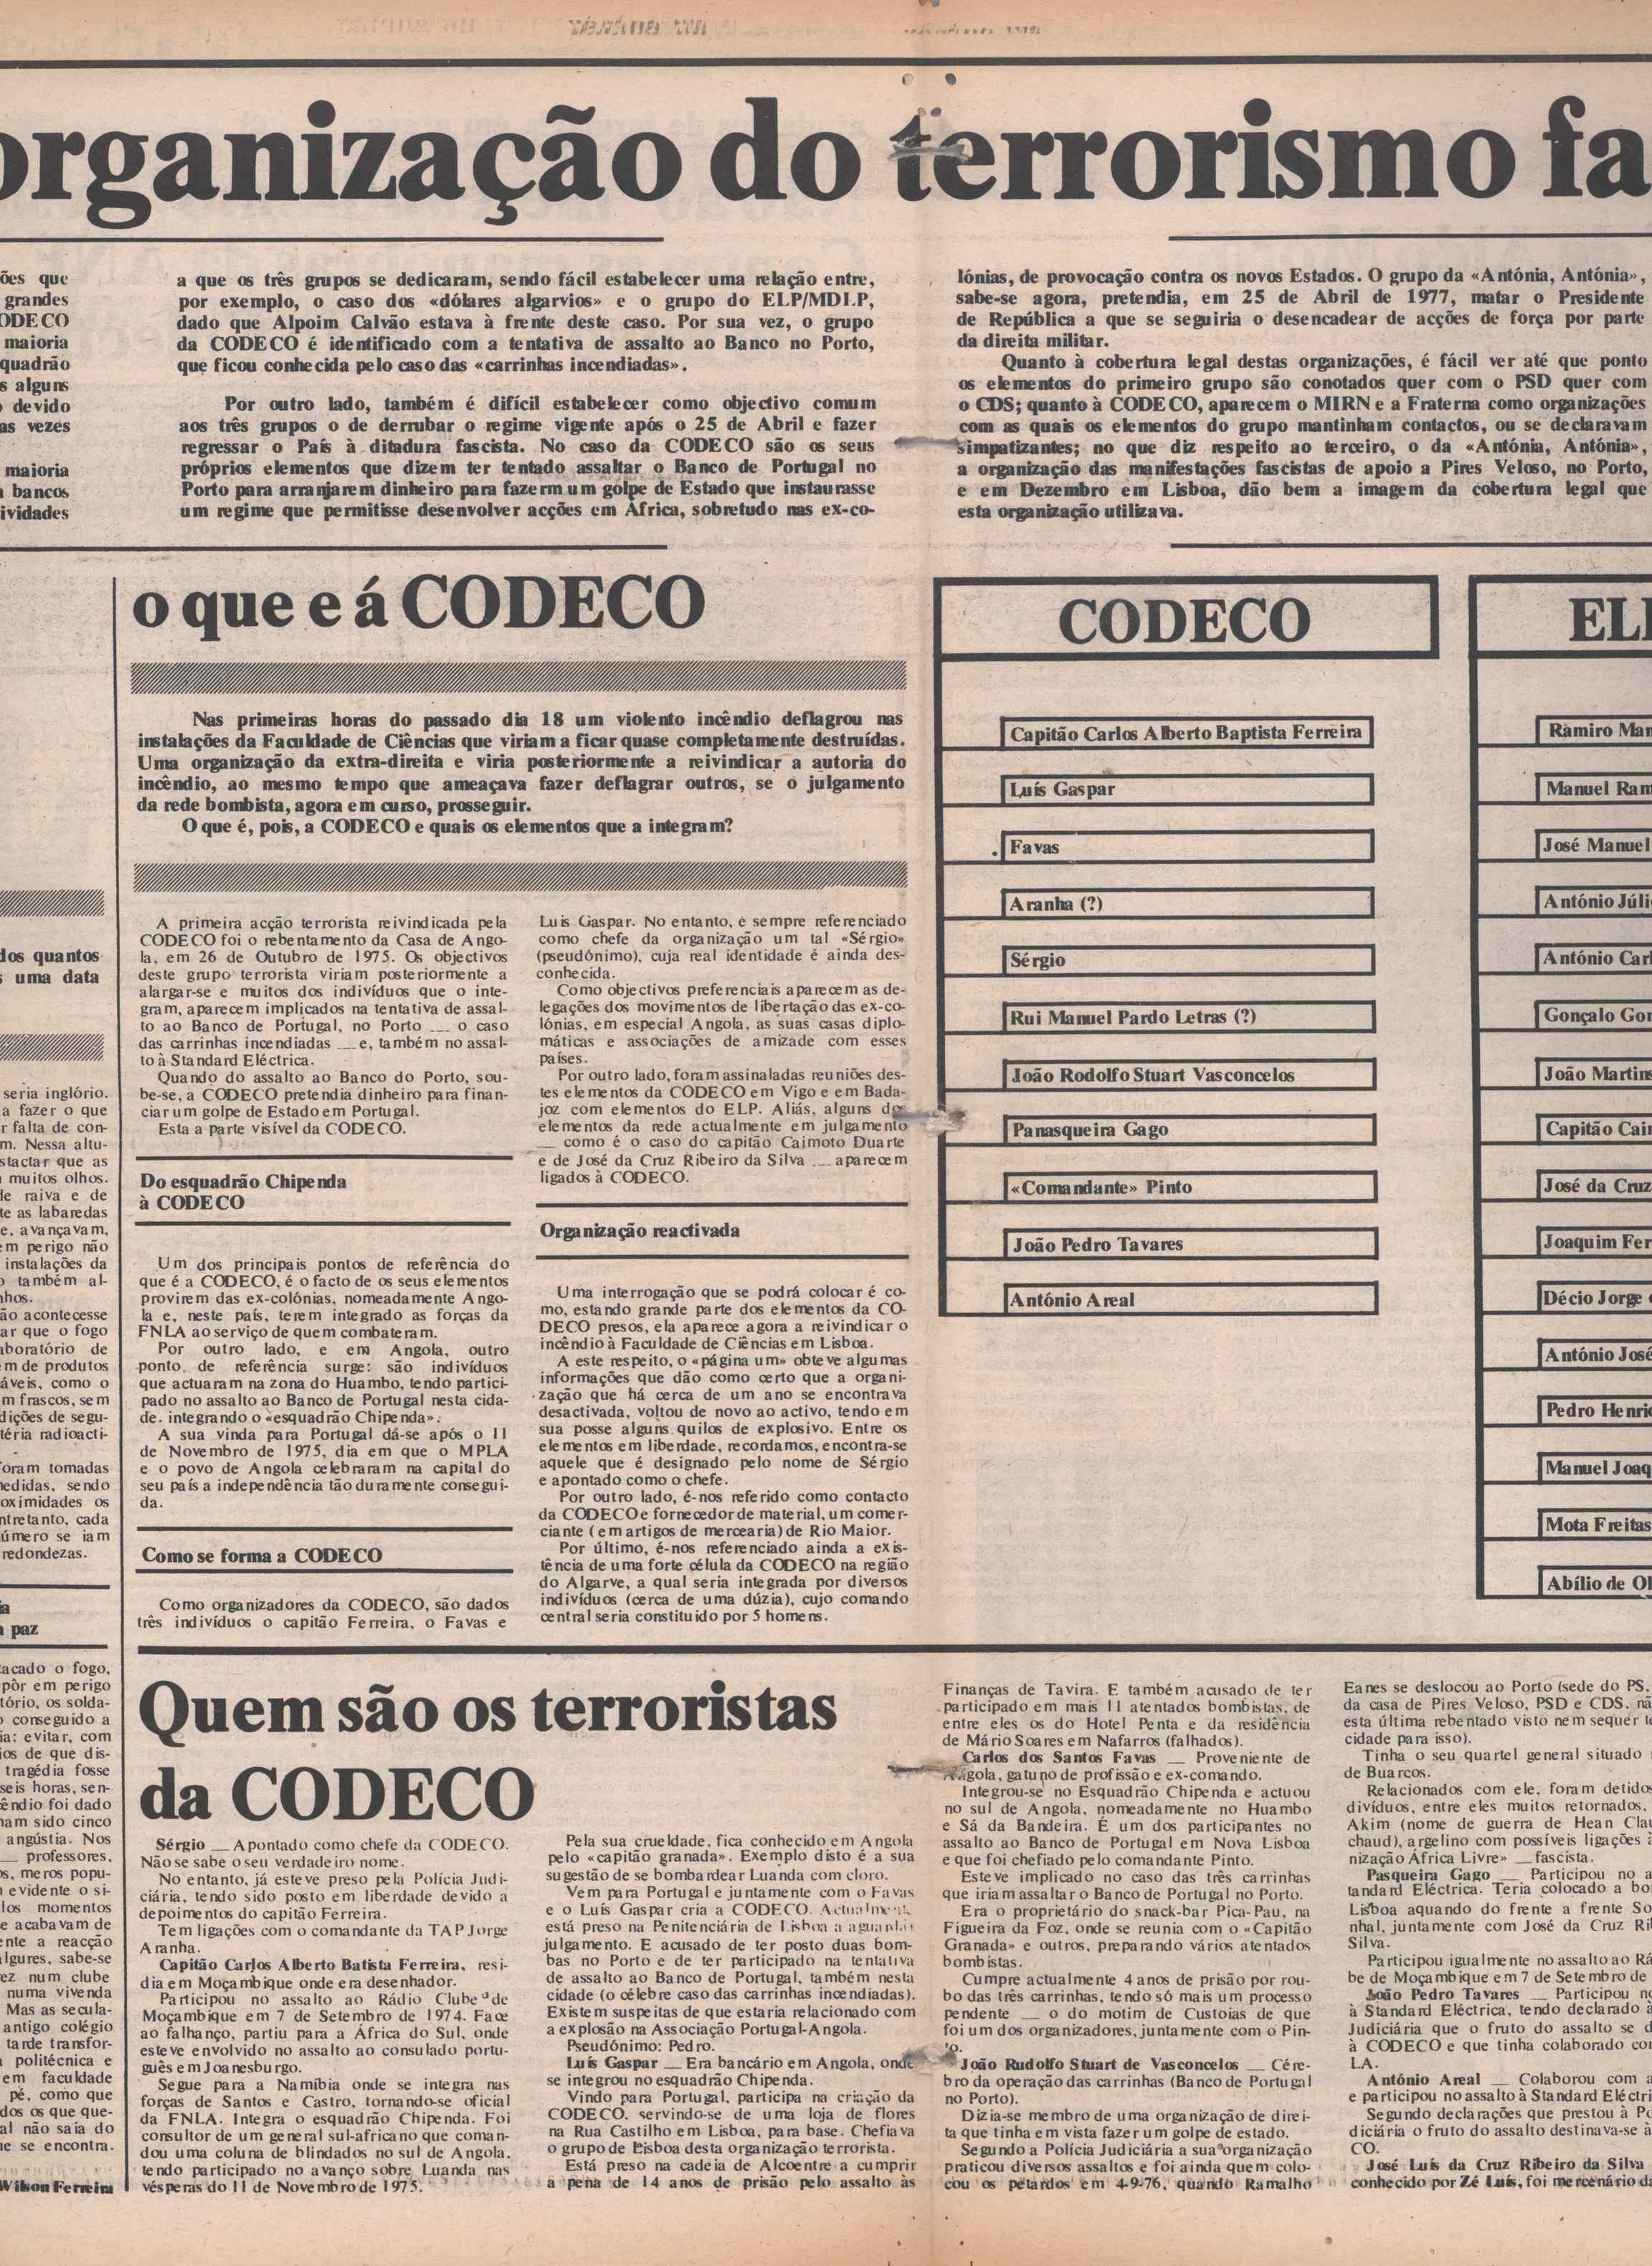 organização do terrorismo fa
ões que
grandes
ODECO
maioria
quadrão
s alguns
devido
as vezes
maioria
bancos
ividades
a que os três grupos se dedicaram, sendo fácil estabelecer uma relação entre,
por exemplo, o caso dos «dólares algarvios» e o grupo do ELP/MDLP,
dado que Alpoim Calvão estava à frente deste caso. Por sua vez, o grupo
da CODECO é identificado com a tentativa de assalto ao Banco no Porto,
que ficou conhecida pelo caso das «carrinhas incendiadas».
Por outro lado, também é difícil estabelecer como objectivo comum
aos três grupos o de derrubar o regime vigente após o 25 de Abril e fazer
regressar o País à ditadura fascista. No caso da CODECO são os seus
próprios elementos que dizem ter tentado assaltar o Banco de Portugal no
Porto para arranjarem dinheiro para fazerm um golpe de Estado que instaurasse
um regime que permitisse desenvolver acções em África, sobretudo nas ex-co-
lónias, de provocação contra os novos Estados. O grupo da «Antónia, Antónia»,
sabe-se agora, pretendia, em 25 de Abril de 1977, matar o Presidente
de República a que se seguiria o desencadear de acções de força por parte
da direita militar.
Quanto à cobertura legal destas organizações, é fácil ver até que ponto
os elementos do primeiro grupo são conotados quer com o PSD quer com
o CDS; quanto à CODECO, aparecem o MIRN e a Fraterna como organizações
com as quais os elementos do grupo mantinham contactos, ou se declaravam
simpatizantes; no que diz respeito ao terceiro, o da «Antónia, Antónia»,
a organização das manifestações fascistas de apoio a Pires Veloso, no Porto,
e em Dezembro em Lisboa, dão bem a imagem da cobertura legal que
esta organização utilizava.
dos quantos
s uma data
seria inglório.
a fazer o que
r falta de con-
m. Nessa altu-
stactar que as
muitos olhos.
le raiva e de
te as labaredas
e, avançavam,
em perigo não
instalações da
o também al-
nhos.
ão acontecesse
ar que o fogo
aboratório de
ém de produtos
áveis, como o
m frascos, sem
dições de segu-
téria radioacti-
foram tomadas
medidas, sendo
oximidades os
ntretanto, cada
úmero se iam
redondezas.
ia
a paz
acado o fogo,
pôr em perigo
tório, os solda-
o conseguido a
ia: evitar, com
ios de que dis-
tragédia fosse
seis horas, sen-
cêndio foi dado
nam sido cinco
angústia. Nos
__ professores,
os, meros popu-
a evidente o si-
los momentos
e acabavam de
ente a reacção
algures, sabe-se
ez num clube
numa vivenda
Mas as secula-
antigo colégio
tarde transfor-
a politécnica e
em faculdade
pé, como que
dos os que que-
al não saía do
ue se encontra.
Wilson Ferreira
o que e á CODECO
Nas primeiras horas do passado dia 18 um violento incêndio deflagrou nas
instalações da Faculdade de Ciências que viriam a ficar quase completamente destruídas.
Uma organização da extra-direita e viria posteriormente a reivindicar a autoria do
incêndio, ao mesmo tempo que ameaçava fazer deflagrar outros, se o julgamento
da rede bombista, agora em curso, prosseguir.
O que é, pois, a CODECO e quais os elementos que a integram?
A primeira acção terrorista reivindicada pela
CODECO foi o rebentamento da Casa de Ango-
la, em 26 de Outubro de 1975. Os objectivos
deste grupo terrorista viriam posteriormente a
alargar-se e muitos dos indivíduos que o inte-
gram, aparecem implicados na tentativa de assal-
to ao Banco de Portugal, no Porto __ o caso
das carrinhas incendiadas __ e, também no assal-
to à Standard Eléctrica.
Quando do assalto ao Banco do Porto, sou-
be-se, a CODECO pretendia dinheiro para finan-
ciar um golpe de Estado em Portugal.
Esta a parte visível da CODECO.
Do esquadrão Chipenda
à CODECO
Um dos principais pontos de referência do
que é a CODECO, é o facto de os seus elementos
provirem das ex-colónias, nomeadamente Ango-
la e, neste país, terem integrado as forças da
FNLA ao serviço de quem combateram.
Por outro lado, e em Angola, outro
ponto de referência surge: são indivíduos
que actuaram na zona do Huambo, tendo partici-
pado no assalto ao Banco de Portugal nesta cida-
de, integrando o «esquadrão Chipenda».
A sua vinda para Portugal dá-se após o 11
de Novembro de 1975, dia em que o MPLA
e o povo de Angola celebraram na capital do
seu país a independência tão duramente consegui-
da.
Como se forma a CODECO
Como organizadores da CODECO, são dados
três indivíduos o capitão Ferreira, o Favas e
Luís Gaspar. No entanto, é sempre referenciado
como chefe da organização um tal «Sérgio»
(pseudónimo), cuja real identidade é ainda des-
conhecida.
Como objectivos preferenciais aparecem as de-
legações dos movimentos de libertação das ex-co-
lónias, em especial Angola, as suas casas diplo-
máticas e associações de amizade com esses
países.
Por outro lado, foram assinaladas reuniões des-
tes elementos da CODECO em Vigo e em Bada-
joz com elementos do ELP. Aliás, alguns dos
elementos da rede actualmente em julgamento
__ como é o caso do capitão Caimoto Duarte
e de José da Cruz Ribeiro da Silva __ aparecem
ligados à CODECO.
Organização reactivada
Uma interrogação que se podrá colocar é co-
mo, estando grande parte dos elementos da CO-
DECO presos, ela aparece agora a reivindicar o
incêndio à Faculdade de Ciências em Lisboa.
A este respeito, o «página um» obteve algumas
informações que dão como certo que a organi-
zação que há cerca de um ano se encontrava
desactivada, voltou de novo ao activo, tendo em
sua posse alguns quilos de explosivo. Entre os
elementos em liberdade, recordamos, encontra-se
aquele que é designado pelo nome de Sérgio
e apontado como o chefe.
Por outro lado, é-nos referido como contacto
da CODECO e fornecedor de material, um comer-
ciante (em artigos de mercearia) de Rio Maior.
Por último, é-nos referenciado ainda a exis-
tência de uma forte célula da CODECO na região
do Algarve, a qual seria integrada por diversos
indivíduos (cerca de uma dúzia), cujo comando
central seria constituido por 5 homens.
CODECO
Capitão Carlos Alberto Baptista Ferreira
Luís Gaspar
Favas
Aranha (?)
Sérgio
Rui Manuel Pardo Letras (?)
João Rodolfo Stuart Vasconcelos
Panasqueira Gago
«Comandante» Pinto
João Pedro Tavares
António Areal
EL
Ramiro Mar
Manuel Ram
José Manuel
António Júli
António Carl
Gonçalo Gor
João Martins
Capitão Cai
José da Cruz
Joaquim Fer
Décio Jorge
António José
Pedro Henri
Manuel Joaq
Mota Freitas
Abílio de Ol
Quem são os terroristas
da CODECO
Sérgio __ Apontado como chefe da CODECO.
Não se sabe o seu verdadeiro nome.
No entanto, já esteve preso pela Polícia Judi-
ciária, tendo sido posto em liberdade devido a
depoimentos do capitão Ferreira.
Tem ligações com o comandante da TAP Jorge
Aranha.
Capitão Carlos Alberto Batista Ferreira, resi-
dia em Moçambique onde era desenhador.
Participou no assalto ao Rádio Clube de
Moçambique em 7 de Setembro de 1974. Face
ao falhanço, partiu para a África do Sul, onde
esteve envolvido no assalto ao consulado portu-
guês em Joanesburgo.
Segue para a Namíbia onde se integra nas
forças de Santos e Castro, tornando-se oficial
da FNLA. Integra o esquadrão Chipenda. Foi
consultor de um general sul-africano que coman-
dou uma coluna de blindados no sul de Angola,
tendo participado no avanço sobre Luanda nas
vésperas do 11 de Novembro de 1975.
Pela sua crueldade, fica conhecido em Angola
pelo «capitão granada». Exemplo disto é a sua
sugestão de se bombardear Luanda com cloro.
Vem para Portugal e juntamente com o Favas
e o Luís Gaspar cria a CODECO. Actualmente
está preso na Penitenciária de Lisboa a aguardar
julgamento. E acusado de ter posto duas bom-
bas no Porto e de ter participado na tentativa
de assalto ao Banco de Portugal, também nesta
cidade (o célebre caso das carrinhas incendiadas).
Existem suspeitas de que estaria relacionado com
a explosão na Associação Portugal-Angola.
Pseudónimo: Pedro.
Luís Gaspar __ Era bancário em Angola, onde
se integrou no esquadrão Chipenda.
Vindo para Portugal, participa na criação da
CODECO, servindo-se de uma loja de flores
na Rua Castilho em Lisboa, para base. Chefiava
o grupo de Lisboa desta organização terrorista.
Está preso na cadeia de Alcoentre a cumprir
a pena de 14 anos de prisão pelo assalto às
Finanças de Tavira. E também acusado de ter
participado em mais 11 atentados bombistas, de
entre eles os do Hotel Penta e da residência
de Mário Soares em Nafarros (falhados).
Carlos dos Santos Favas __ Proveniente de
Angola, gatuno de profissão e ex-comando.
Integrou-se no Esquadrão Chipenda e actuou
no sul de Angola, nomeadamente no Huambo
e Sá da Bandeira. É um dos participantes no
assalto ao Banco de Portugal em Nova Lisboa
e que foi chefiado pelo comandante Pinto.
Esteve implicado no caso das três carrinhas
que iriam assaltar o Banco de Portugal no Porto.
Era o proprietário do snack-bar Pica-Pau, na
Figueira da Foz, onde se reunia com o «Capitão
Granada» e outros, preparando vários atentados
bombistas.
Cumpre actualmente 4 anos de prisão por rou-
bo das três carrinhas, tendo só mais um processo
pendente __ o do motim de Custoias de que
foi um dos organizadores, juntamente com o Pin-
to.
João Rudolfo Stuart de Vasconcelos __ Cére-
bro da operação das carrinhas (Banco de Portugal
no Porto).
Dizia-se membro de uma organização de direi-
ta que tinha em vista fazer um golpe de estado.
Segundo a Polícia Judiciária a sua organização
praticou diversos assaltos e foi ainda quem colo-
cou os petardos em 4-9-76, quando Ramalho
Eanes se deslocou ao Porto (sede do PS,
da casa de Pires Veloso, PSD e CDS, nã
esta última rebentado visto nem sequer t
cidade para isso).
Tinha o seu quartel general situado
de Buarcos.
Relacionados com ele, foram detidos
divíduos, entre eles muitos retornados,
Akim (nome de guerra de Hean Clau
chaud), argelino com possíveis ligações à
nização África Livre» __ fascista.
Pasqueira Gago __ Participou no a
tandard Eléctrica. Teria colocado a bo
Lisboa aquando do frente a frente So
nhal, juntamente com José da Cruz Ri
Silva.
Participou igualmente no assalto ao Rá
be de Moçambique em 7 de Setembro de
João Pedro Tavares __ Participou no
à Standard Eléctrica, tendo declarado à
Judiciária que o fruto do assalto se d
à CODECO e que tinha colaborado con
LA.
António Areal __ Colaborou com a
e participou no assalto à Standard Eléctri
Segundo declarações que prestou à Po
diciária o fruto do assalto destinava-se à
CO.
José Luís da Cruz Ribeiro da Silva
conhecido por Zé Luís, foi mercenário da